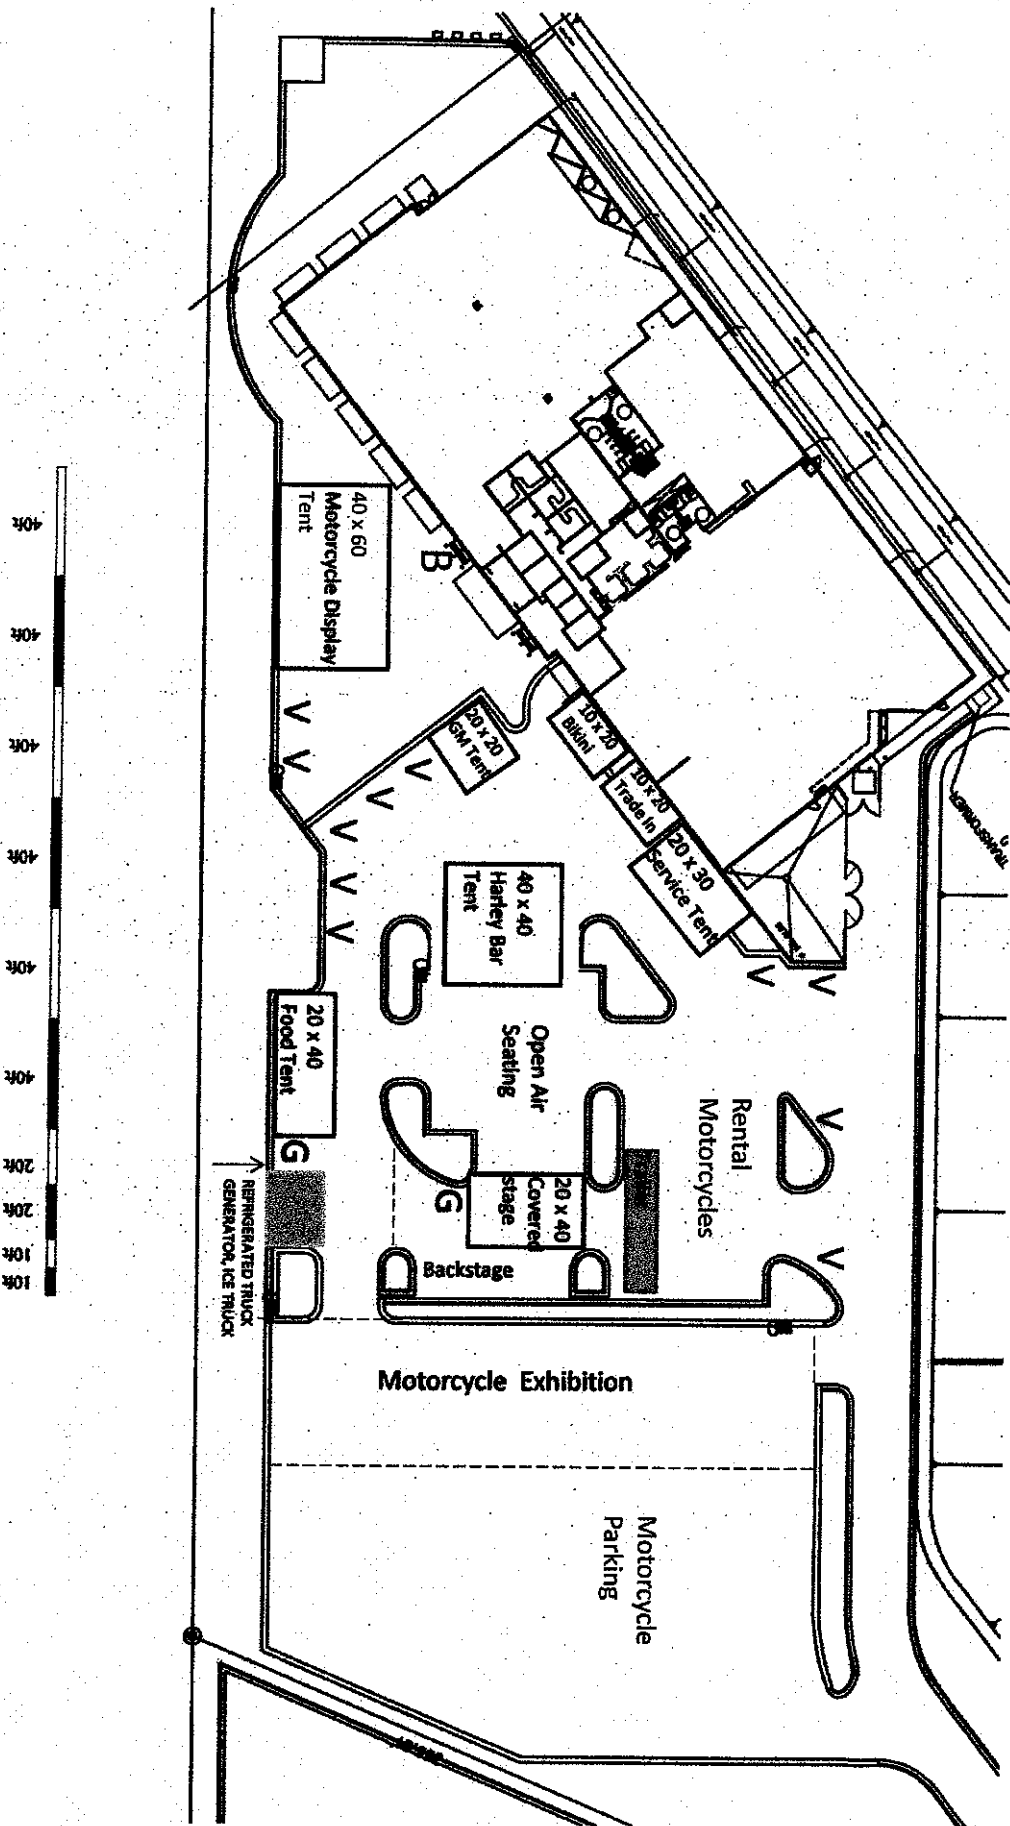 40 x 60
Motorcycle Display
Tent
B
V
V
20 x 20
GM Tent
V
V
V
V
V
10 x 20
Bikini
10 x 20
Trade In
20 x 30
Service Tent
40 x 40
Harley Bar
Tent
V
V
20 x 40
Food Tent
G
Open Air
Seating
Rental
Motorcycles
V
V
20 x 40
Covered
stage
G
Backstage
REFRIGERATED TRUCK
GENERATOR, ICE TRUCK
Motorcycle Exhibition
Motorcycle
Parking
TRANSFORMER
40ft
40ft
40ft
40ft
40ft
40ft
20ft
20ft
10ft
10ft